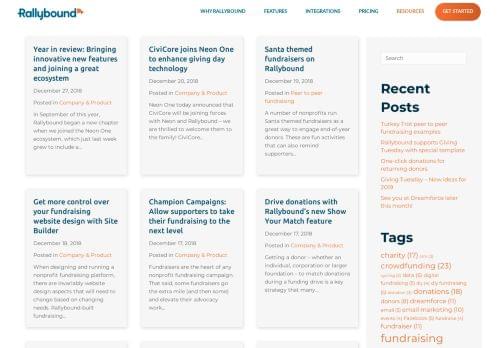 Rallybound
WHY RALLYBOUND
FEATURES
INTEGRATIONS
PRICING
RESOURCES
GET STARTED
Year in review: Bringing
innovative new features
and joining a great
ecosystem
December 27, 2018
Posted in Company & Product
In September of this year,
Rallybound began a new chapter
when we joined the Neon One
ecosystem, which just last week
grew to include a...
CiviCore joins Neon One
to enhance giving day
technology
December 20, 2018
Posted in Company & Product
Neon One today announced that
CiviCore will be joining forces
with Neon and Rallybound – we
are thrilled to welcome them to
the family! CiviCore...
Santa themed
fundraisers on
Rallybound
December 19, 2018
Posted in Peer to peer
fundraising
A number of nonprofits run
Santa themed fundraisers as a
great way to engage end-of-year
donors. These are fun activities
that can also remind
supporters...
Get more control over
your fundraising
website design with Site
Builder
December 18, 2018
Posted in Company & Product
When designing and running a
nonprofit fundraising platform,
there are invariably website
design aspects that will need to
change based on changing
needs. Rallybound-built
fundraising...
Champion Campaigns:
Allow supporters to take
their fundraising to the
next level
December 17, 2018
Posted in Company & Product
Fundraisers are the heart of any
nonprofit fundraising campaign
That said, some fundraisers go
the extra mile (and then some)
and elevate their advocacy
work...
Drive donations with
Rallybound's new Show
Your Match feature
December 17, 2018
Posted in Company & Product
Getting a donor – whether an
individual, corporation or larger
foundation – to match donations
during a funding drive is a key
strategy that many...
Search
Recent
Posts
Turkey Trot peer to peer
fundraising examples
Rallybound supports Giving
Tuesday with special template
One-click donations for
returning donors
Giving Tuesday – New ideas for
2019
See you at Dreamforce later
this month!
Tags
charity (17)
crowdfunding (23)
data (5) digital
fundraising (5) diy (4) diy fundraising
(5) donations (18)
donors (8) dreamforce (11)
email (5) email marketing (10)
events (4) Facebook (5) fundraise (4)
fundraiser (11)
fundraising